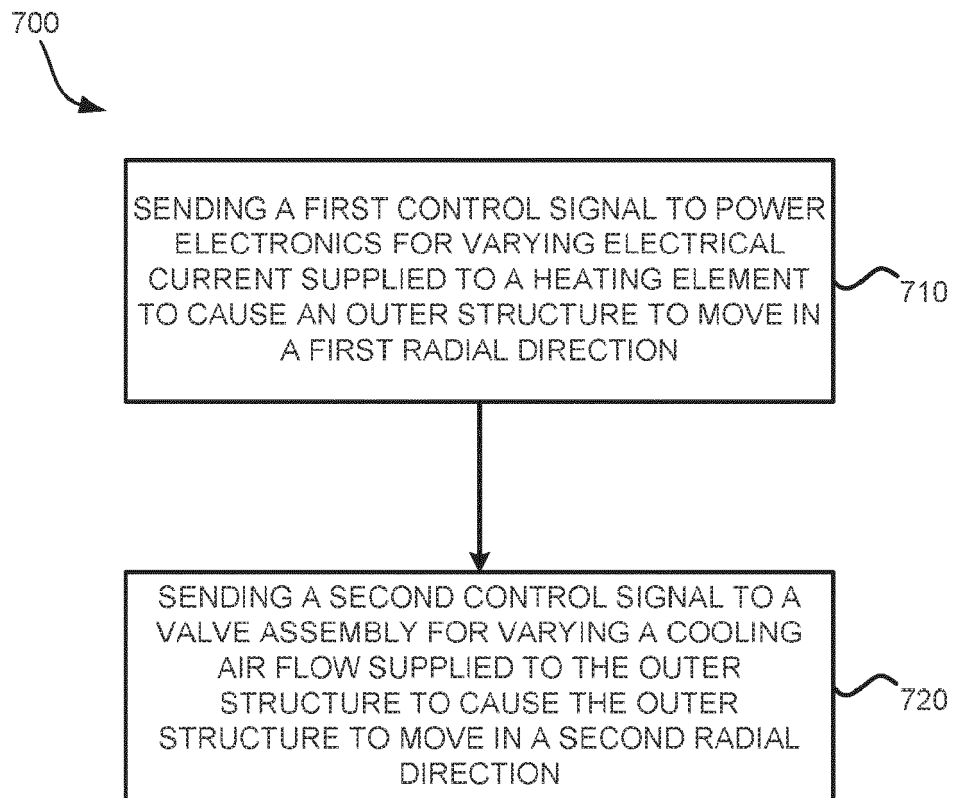 700
SENDING A FIRST CONTROL SIGNAL TO POWER
ELECTRONICS FOR VARYING ELECTRICAL
CURRENT SUPPLIED TO A HEATING ELEMENT
TO CAUSE AN OUTER STRUCTURE TO MOVE IN
A FIRST RADIAL DIRECTION
710
SENDING A SECOND CONTROL SIGNAL TO A
VALVE ASSEMBLY FOR VARYING A COOLING
AIR FLOW SUPPLIED TO THE OUTER
STRUCTURE TO CAUSE THE OUTER
STRUCTURE TO MOVE IN A SECOND RADIAL
DIRECTION
720